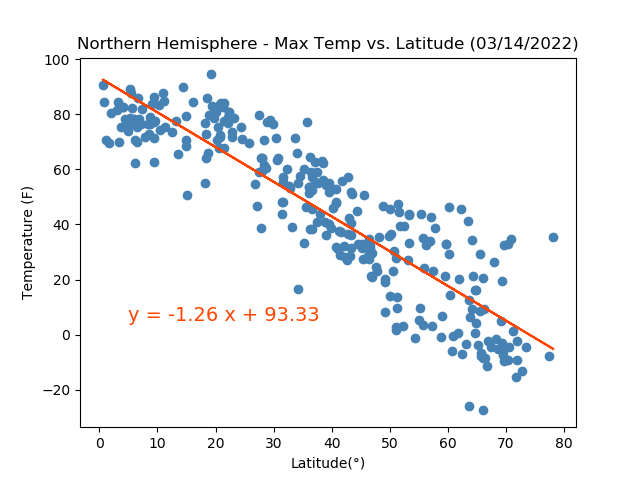 Northern Hemisphere - Max Temp vs. Latitude (03/14/2022)
100
80
60
40
20
0
−20
Temperature (F)
y = -1.26 x + 93.33
0 10 20 30 40 50 60 70 80
Latitude(°)